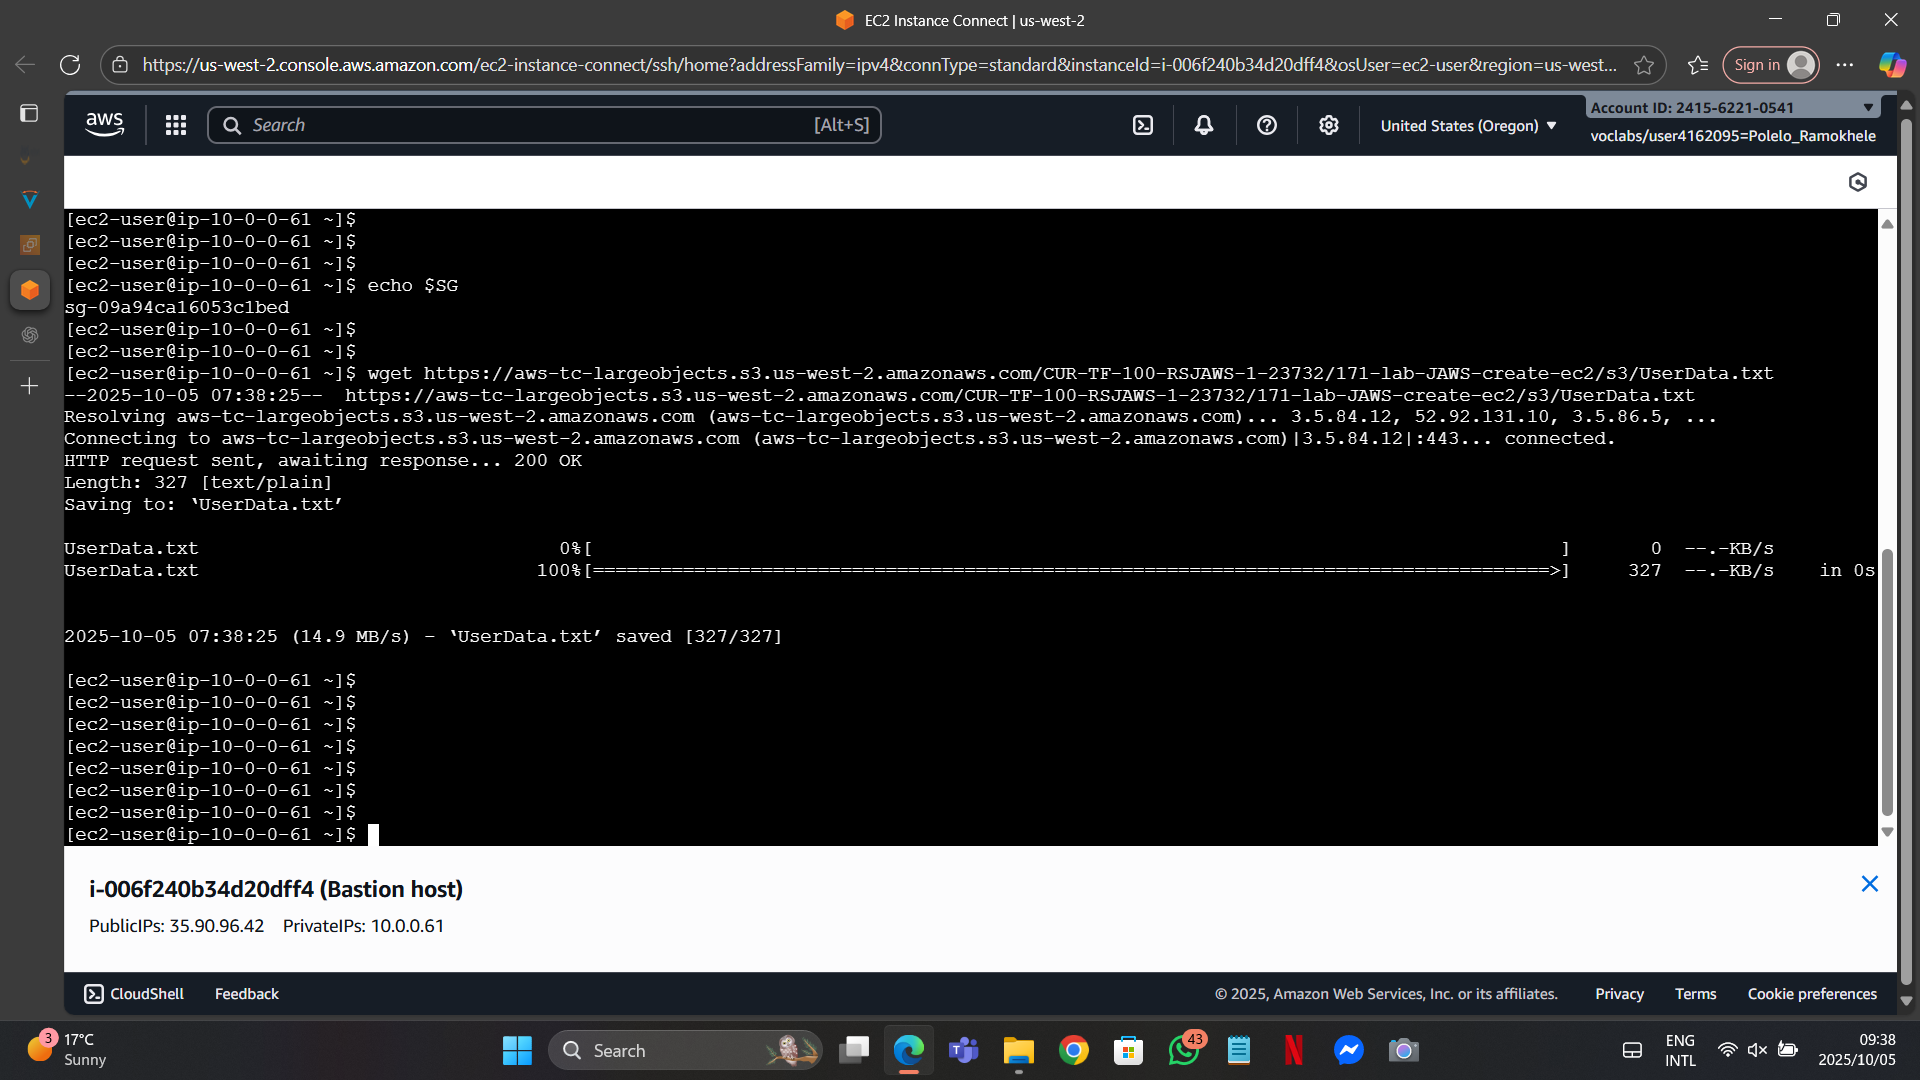 EC2 Instance Connect | us-west-2
https://us-west-2.console.aws.amazon.com/ec2-instance-connect/ssh/home?addressFamily=ipv4&connType=standard&instanceId=i-006f240b34d20dff4&osUser=ec2-user&region=us-west...
Sign in
aws
Search
[Alt+S]
United States (Oregon)
Account ID: 2415-6221-0541
voclabs/user4162095=Polelo_Ramokhele
[ec2-user@ip-10-0-0-61 ~]$
[ec2-user@ip-10-0-0-61 ~]$
[ec2-user@ip-10-0-0-61 ~]$
[ec2-user@ip-10-0-0-61 ~]$ echo $SG
sg-09a94ca16053c1bed
[ec2-user@ip-10-0-0-61 ~]$
[ec2-user@ip-10-0-0-61 ~]$
[ec2-user@ip-10-0-0-61 ~]$ wget https://aws-tc-largeobjects.s3.us-west-2.amazonaws.com/CUR-TF-100-RSJAWS-1-23732/171-lab-JAWS-create-ec2/s3/UserData.txt
--2025-10-05 07:38:25--  https://aws-tc-largeobjects.s3.us-west-2.amazonaws.com/CUR-TF-100-RSJAWS-1-23732/171-lab-JAWS-create-ec2/s3/UserData.txt
Resolving aws-tc-largeobjects.s3.us-west-2.amazonaws.com (aws-tc-largeobjects.s3.us-west-2.amazonaws.com)... 3.5.84.12, 52.92.131.10, 3.5.86.5, ...
Connecting to aws-tc-largeobjects.s3.us-west-2.amazonaws.com (aws-tc-largeobjects.s3.us-west-2.amazonaws.com)|3.5.84.12|:443... connected.
HTTP request sent, awaiting response... 200 OK
Length: 327 [text/plain]
Saving to: ‘UserData.txt’
UserData.txt 0%[ ] 0 --.-KB/s
UserData.txt 100%[=====================================================================================>] 327 --.-KB/s in 0s
2025-10-05 07:38:25 (14.9 MB/s) - ‘UserData.txt’ saved [327/327]
[ec2-user@ip-10-0-0-61 ~]$
[ec2-user@ip-10-0-0-61 ~]$
[ec2-user@ip-10-0-0-61 ~]$
[ec2-user@ip-10-0-0-61 ~]$
[ec2-user@ip-10-0-0-61 ~]$
[ec2-user@ip-10-0-0-61 ~]$
[ec2-user@ip-10-0-0-61 ~]$
[ec2-user@ip-10-0-0-61 ~]$
i-006f240b34d20dff4 (Bastion host)
PublicIPs: 35.90.96.42 PrivateIPs: 10.0.0.61
CloudShell Feedback
© 2025, Amazon Web Services, Inc. or its affiliates. Privacy Terms Cookie preferences
3
17°C
Sunny
Search
43
ENG
INTL
09:38
2025/10/05